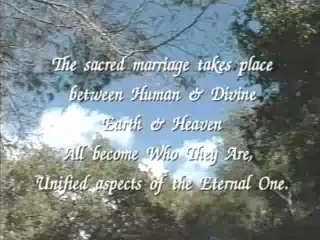 The sacred marriage takes place
between Human & Divine
Earth & Heaven
All become Who They Are,
Unified aspects of the Eternal One.